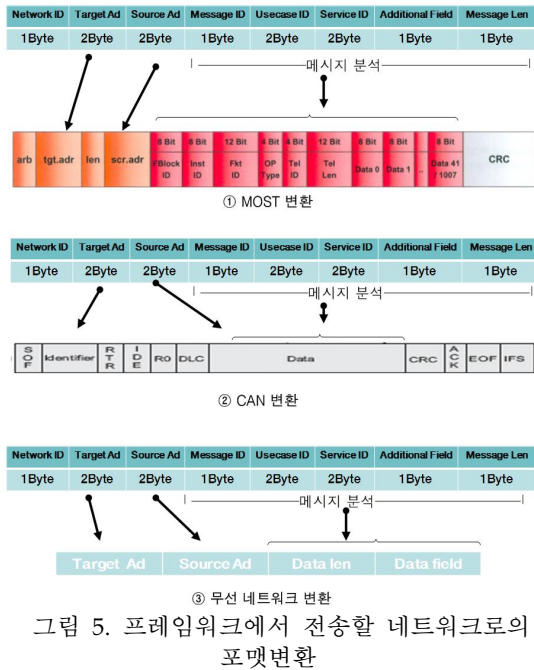 Network ID Target Ad Source Ad Message ID Usecase ID Service ID Additional Field Message Len
1Byte 2Byte 2Byte 1Byte 2Byte 2Byte 1Byte 1Byte
메시지 분석
8 Bit 8 Bit 12 Bit 4 Bit 4 Bit 12 Bit 8 Bit 8 Bit 8 Bit
arb tgt.adr len scr.adr FBlock ID Inst ID Fkt ID OP Type Tel ID Tel Len Data 0 Data 1 .. Data 41 / 1007 CRC
① MOST 변환
Network ID Target Ad Source Ad Message ID Usecase ID Service ID Additional Field Message Len
1Byte 2Byte 2Byte 1Byte 2Byte 2Byte 1Byte 1Byte
메시지 분석
SOF Identifier RTR IDE R0 DLC Data CRC ACK EOF IFS
② CAN 변환
Network ID Target Ad Source Ad Message ID Usecase ID Service ID Additional Field Message Len
1Byte 2Byte 2Byte 1Byte 2Byte 2Byte 1Byte 1Byte
메시지 분석
Target Ad Source Ad Data len Data field
③ 무선 네트워크 변환
그림 5. 프레임워크에서 전송할 네트워크로의
포맷변환